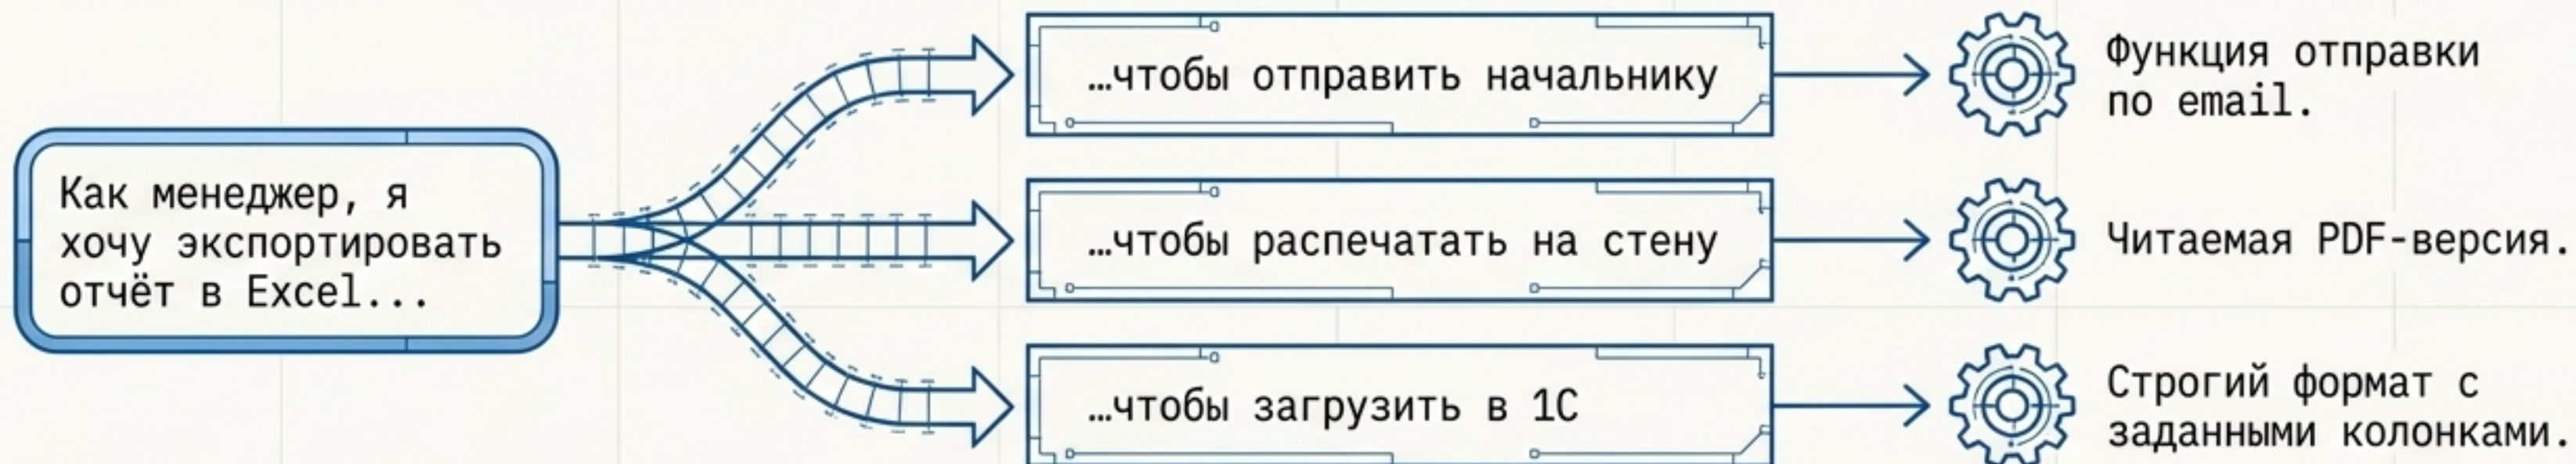 Как менеджер, я
хочу экспортировать
отчёт в Excel...
…чтобы отправить начальнику
Функция отправки
по email.
…чтобы распечатать на стену
Читаемая PDF-версия.
…чтобы загрузить в 1С
Строгий формат с
заданными колонками.